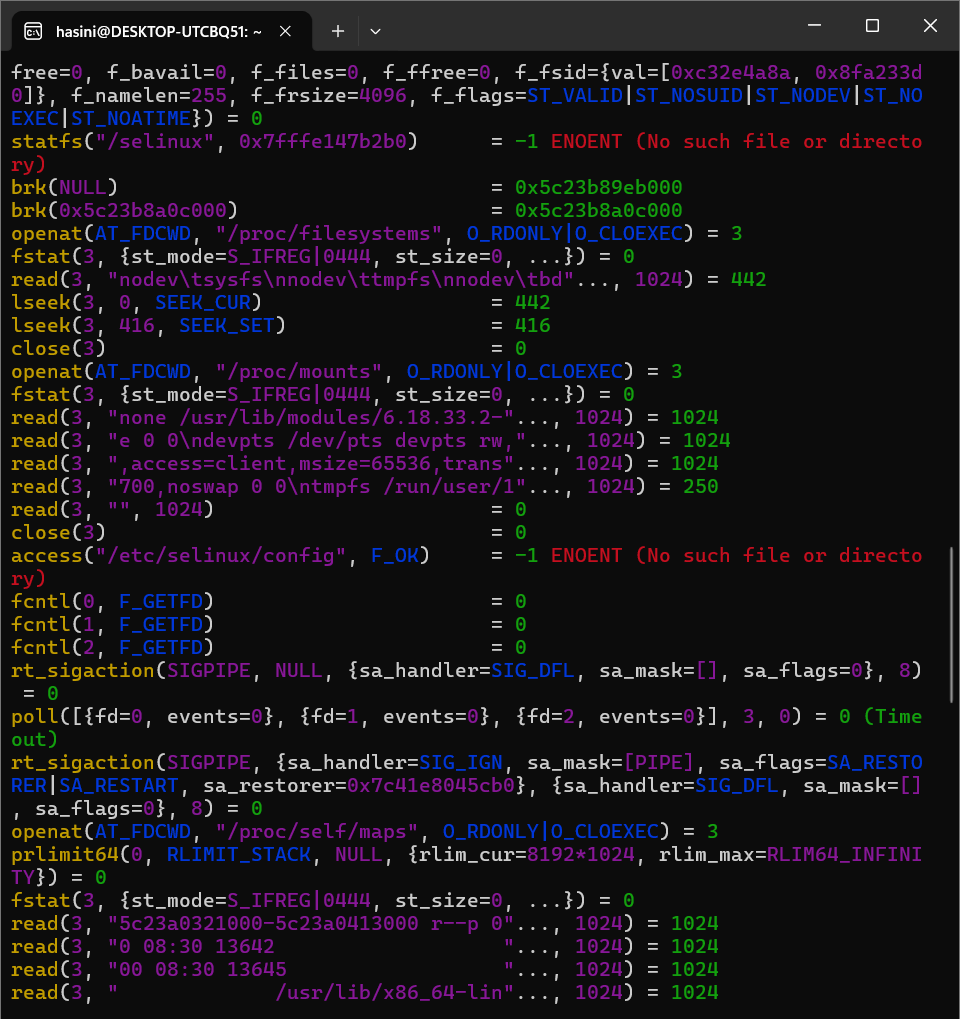 hasini@DESKTOP-UTCBQ51: ~
free=0, f_bavail=0, f_files=0, f_ffree=0, f_fsid={val=[0xc32e4a8a, 0x8fa233d
0]}, f_namelen=255, f_frsize=4096, f_flags=ST_VALID|ST_NOSUID|ST_NODEV|ST_NO
EXEC|ST_NOATIME}) = 0
statfs("/selinux", 0x7fffe147b2b0)      = -1 ENOENT (No such file or directo
ry)
brk(NULL)                               = 0x5c23b89eb000
brk(0x5c23b8a0c000)                     = 0x5c23b8a0c000
openat(AT_FDCWD, "/proc/filesystems", O_RDONLY|O_CLOEXEC) = 3
fstat(3, {st_mode=S_IFREG|0444, st_size=0, ...}) = 0
read(3, "nodev\tsysfs\nnodev\ttmpfs\nnodev\tbd"..., 1024) = 442
lseek(3, 0, SEEK_CUR)                   = 442
lseek(3, 416, SEEK_SET)                 = 416
close(3)                                = 0
openat(AT_FDCWD, "/proc/mounts", O_RDONLY|O_CLOEXEC) = 3
fstat(3, {st_mode=S_IFREG|0444, st_size=0, ...}) = 0
read(3, "none /usr/lib/modules/6.18.33.2-"..., 1024) = 1024
read(3, "e 0 0\ndevpts /dev/pts devpts rw,"..., 1024) = 1024
read(3, ",access=client,msize=65536,trans"..., 1024) = 1024
read(3, "700,noswap 0 0\ntmpfs /run/user/1"..., 1024) = 250
read(3, "", 1024)                       = 0
close(3)                                = 0
access("/etc/selinux/config", F_OK)     = -1 ENOENT (No such file or directo
ry)
fcntl(0, F_GETFD)                       = 0
fcntl(1, F_GETFD)                       = 0
fcntl(2, F_GETFD)                       = 0
rt_sigaction(SIGPIPE, NULL, {sa_handler=SIG_DFL, sa_mask=[], sa_flags=0}, 8)
 = 0
poll([{fd=0, events=0}, {fd=1, events=0}, {fd=2, events=0}], 3, 0) = 0 (Time
out)
rt_sigaction(SIGPIPE, {sa_handler=SIG_IGN, sa_mask=[PIPE], sa_flags=SA_RESTO
RER|SA_RESTART, sa_restorer=0x7c41e8045cb0}, {sa_handler=SIG_DFL, sa_mask=[]
, sa_flags=0}, 8) = 0
openat(AT_FDCWD, "/proc/self/maps", O_RDONLY|O_CLOEXEC) = 3
prlimit64(0, RLIMIT_STACK, NULL, {rlim_cur=8192*1024, rlim_max=RLIM64_INFINI
TY}) = 0
fstat(3, {st_mode=S_IFREG|0444, st_size=0, ...}) = 0
read(3, "5c23a0321000-5c23a0413000 r--p 0"..., 1024) = 1024
read(3, "0 08:30 13642                   "..., 1024) = 1024
read(3, "00 08:30 13645                  "..., 1024) = 1024
read(3, "             /usr/lib/x86_64-lin"..., 1024) = 1024